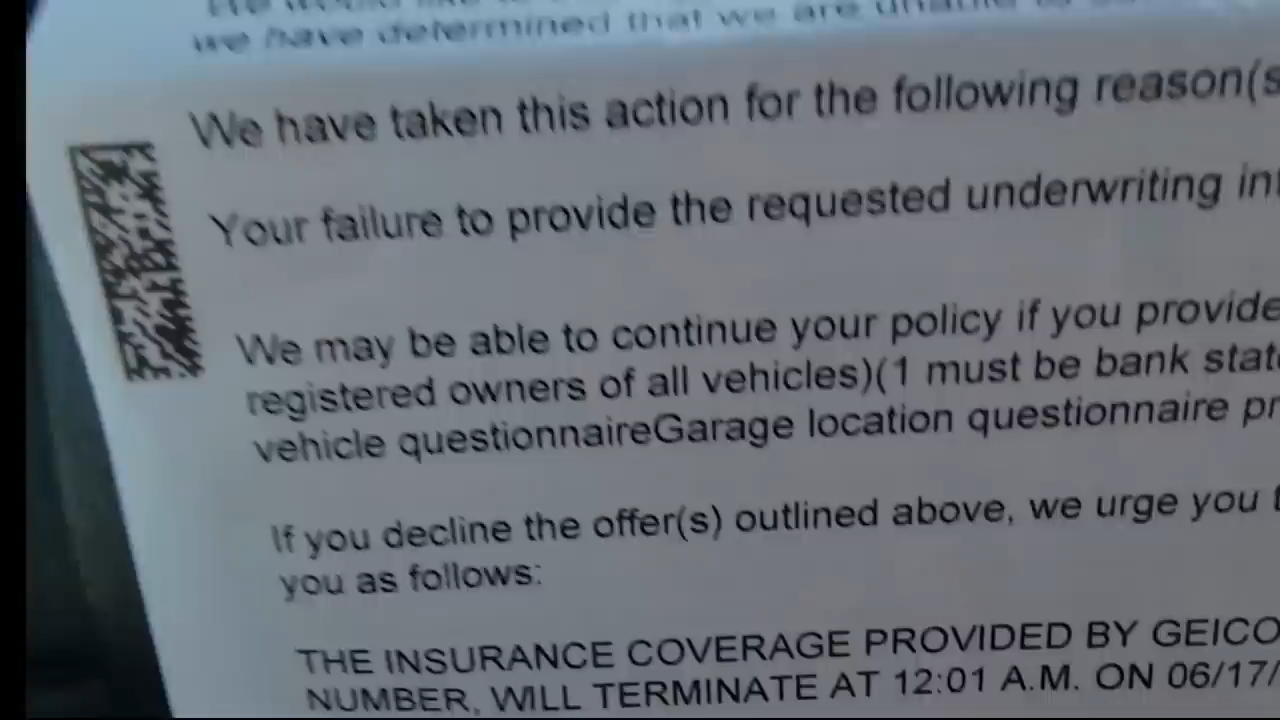 we have determined that we are unable to
We have taken this action for the following reason(s
Your failure to provide the requested underwriting
We may be able to continue your policy if you provide
registered owners of all vehicles)(1 must be bank
vehicle questionnaireGarage location questionnaire
If you decline the offer(s) outlined above, we urge you
you as follows:
THE INSURANCE COVERAGE PROVIDED BY GEICO
NUMBER, WILL TERMINATE AT 12:01 A.M. ON 06/17/